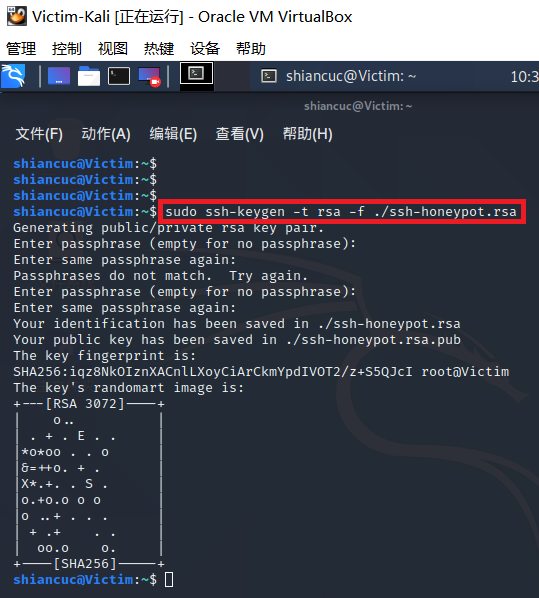 Victim-Kali [正在运行] - Oracle VM VirtualBox
管理 控制 视图 热键 设备 帮助
shiancuc@Victim: ~ 10:3
shiancuc@Victim: ~
文件(F) 动作(A) 编辑(E) 查看(V) 帮助(H)
shiancuc@Victim:~$
shiancuc@Victim:~$
shiancuc@Victim:~$
shiancuc@Victim:~$ sudo ssh-keygen -t rsa -f ./ssh-honeypot.rsa
Generating public/private rsa key pair.
Enter passphrase (empty for no passphrase):
Enter same passphrase again:
Passphrases do not match.  Try again.
Enter passphrase (empty for no passphrase):
Enter same passphrase again:
Your identification has been saved in ./ssh-honeypot.rsa
Your public key has been saved in ./ssh-honeypot.rsa.pub
The key fingerprint is:
SHA256:iqz8NkOIznXACnlLXoyCiArCkmYpdIVOT2/z+S5QJcI root@Victim
The key's randomart image is:
+---[RSA 3072]----+
|    o..          |
| . + . E . .     |
|*o*oo . . o      |
|&=++o. + .       |
|X*.+. . S .      |
|o.+o.o o o       |
|o ..+ . . .      |
| + .+    . .     |
|  oo.o    o.     |
+----[SHA256]-----+
shiancuc@Victim:~$